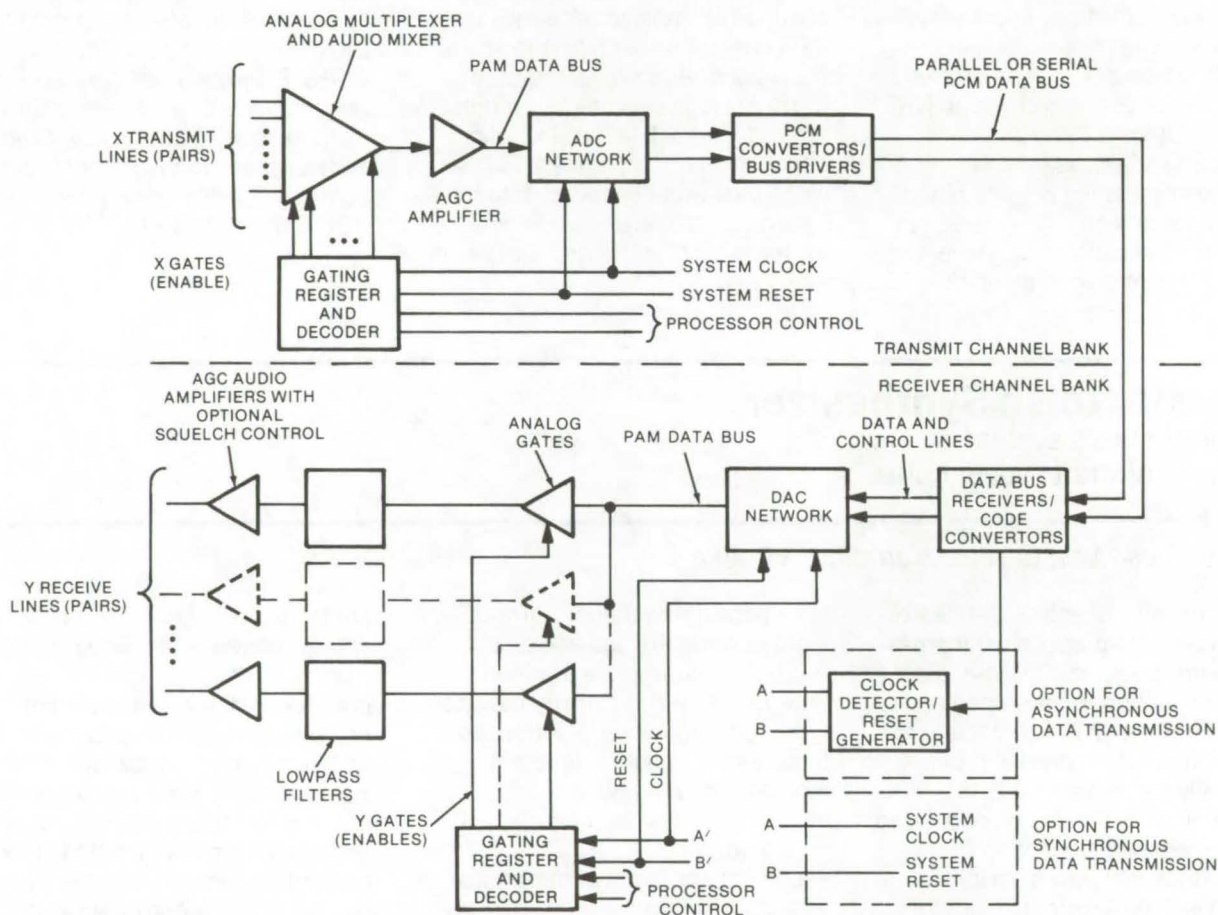 ANALOG MULTIPLEXER
AND AUDIO MIXER
PAM DATA BUS
PARALLEL OR SERIAL
PCM DATA BUS
X TRANSMIT
LINES (PAIRS)
ADC
NETWORK
PCM
CONVERTORS/
BUS DRIVERS
AGC
AMPLIFIER
X GATES
(ENABLE)
GATING
REGISTER
AND
DECODER
SYSTEM CLOCK
SYSTEM RESET
PROCESSOR CONTROL
TRANSMIT CHANNEL BANK
RECEIVER CHANNEL BANK
AGC AUDIO
AMPLIFIERS WITH
OPTIONAL
SQUELCH CONTROL
ANALOG
GATES
PAM DATA BUS
DATA AND
CONTROL LINES
DAC
NETWORK
DATA BUS
RECEIVERS/
CODE
CONVERTORS
Y RECEIVE
LINES (PAIRS)
LOWPASS
FILTERS
Y GATES
(ENABLES)
RESET
CLOCK
A
B
CLOCK
DETECTOR/
RESET
GENERATOR
OPTION FOR
ASYNCHRONOUS
DATA TRANSMISSION
GATING
REGISTER
AND
DECODER
A′
B′
PROCESSOR
CONTROL
A
B
SYSTEM
CLOCK
SYSTEM
RESET
OPTION FOR
SYNCHRONOUS
DATA TRANSMISSION